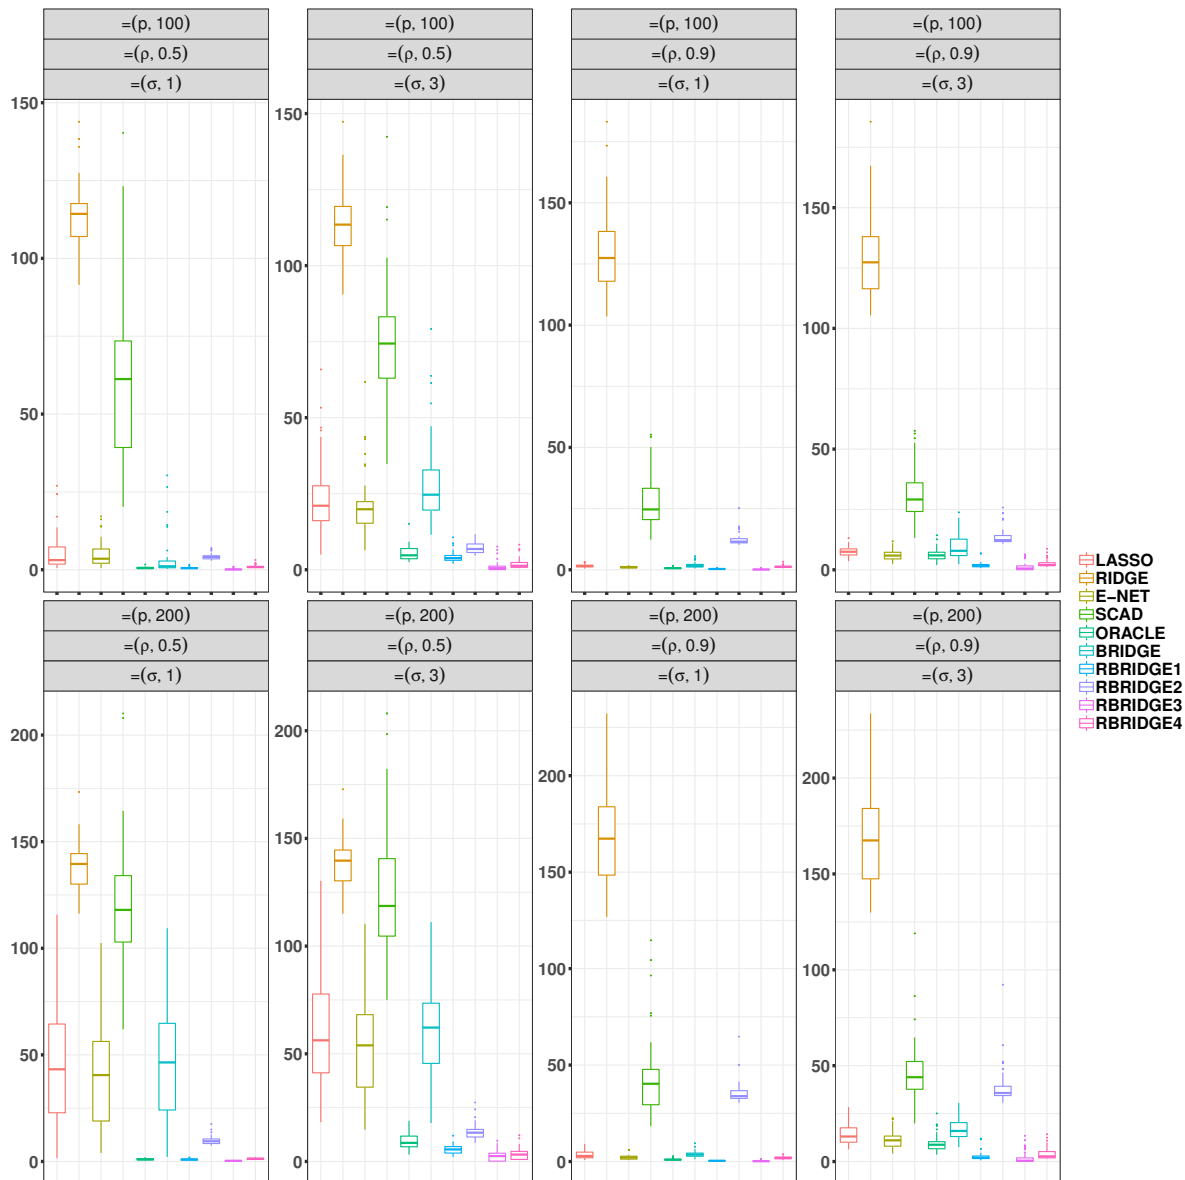 =(p, 100)
=(ρ, 0.5)
=(σ, 1)
150
100
50
0
=(p, 100)
=(ρ, 0.5)
=(σ, 3)
150
100
50
0
=(p, 100)
=(ρ, 0.9)
=(σ, 1)
150
100
50
0
=(p, 100)
=(ρ, 0.9)
=(σ, 3)
150
100
50
0
=(p, 200)
=(ρ, 0.5)
=(σ, 1)
200
150
100
50
0
=(p, 200)
=(ρ, 0.5)
=(σ, 3)
200
150
100
50
0
=(p, 200)
=(ρ, 0.9)
=(σ, 1)
200
150
100
50
0
=(p, 200)
=(ρ, 0.9)
=(σ, 3)
200
150
100
50
0
LASSO
RIDGE
E−NET
SCAD
ORACLE
BRIDGE
RBRIDGE1
RBRIDGE2
RBRIDGE3
RBRIDGE4